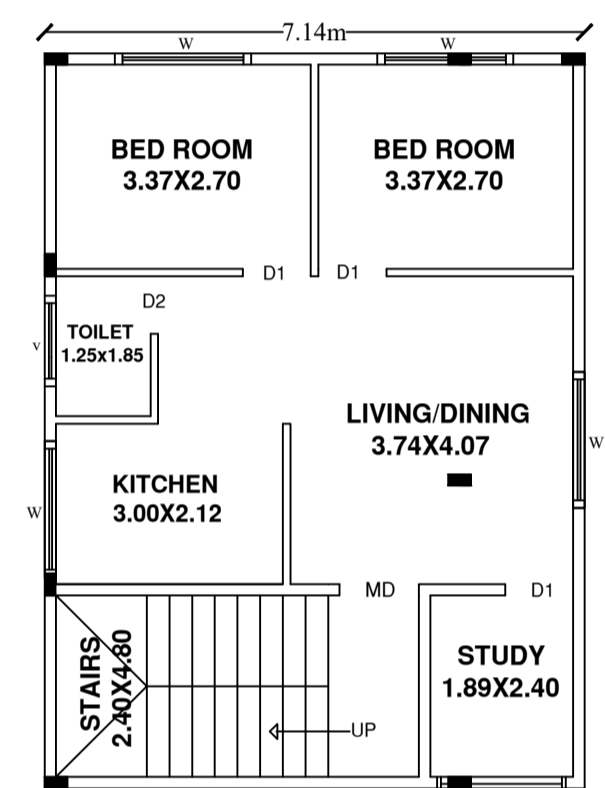 7.14m
W
W
BED ROOM
3.37X2.70
BED ROOM
3.37X2.70
D1
D1
D2
TOILET
1.25x1.85
v
LIVING/DINING
3.74X4.07
W
KITCHEN
3.00X2.12
W
MD
D1
STAIRS
2.40X4.80
UP
STUDY
1.89X2.40